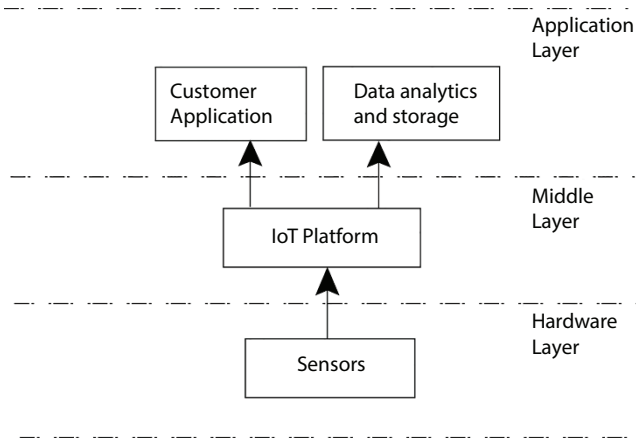 Application
Layer
Customer
Application
Data analytics
and storage
Middle
Layer
IoT Platform
Hardware
Layer
Sensors